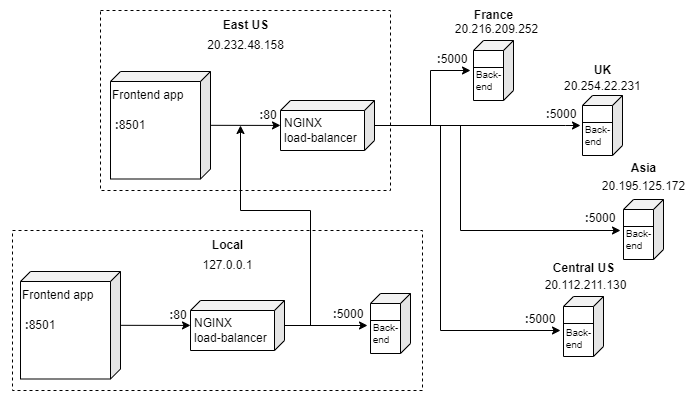 East US
20.232.48.158
Frontend app
:8501
:80
NGINX
load-balancer
:5000
France
20.216.209.252
Back-
end
:5000
UK
20.254.22.231
Back-
end
:5000
Asia
20.195.125.172
Back-
end
:5000
Central US
20.112.211.130
Back-
end
Local
127.0.0.1
Frontend app
:8501
:80
NGINX
load-balancer
:5000
Back-
end